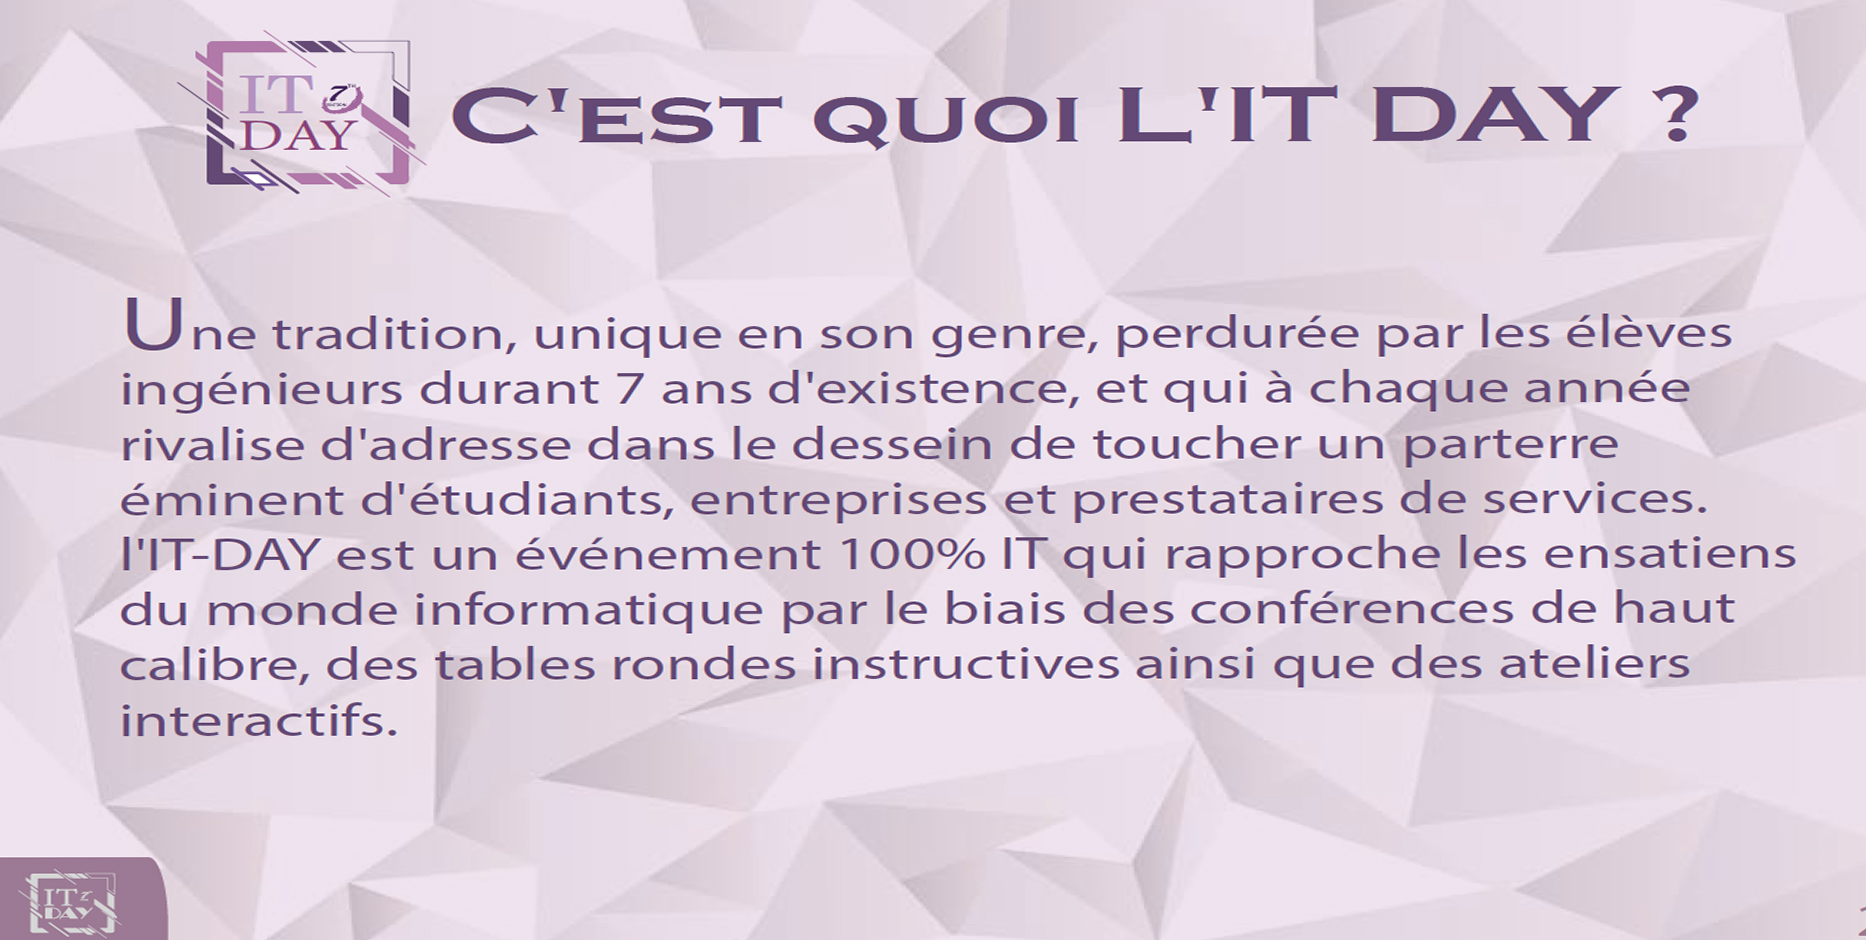 IT 7TH
DAY
C'EST QUOI L'IT DAY ?
Une tradition, unique en son genre, perdurée par les élèves
ingénieurs durant 7 ans d'existence, et qui à chaque année
rivalise d'adresse dans le dessein de toucher un parterre
éminent d'étudiants, entreprises et prestataires de services.
l'IT-DAY est un événement 100% IT qui rapproche les ensatiens
du monde informatique par le biais des conférences de haut
calibre, des tables rondes instructives ainsi que des ateliers
interactifs.
IT 7
DAY